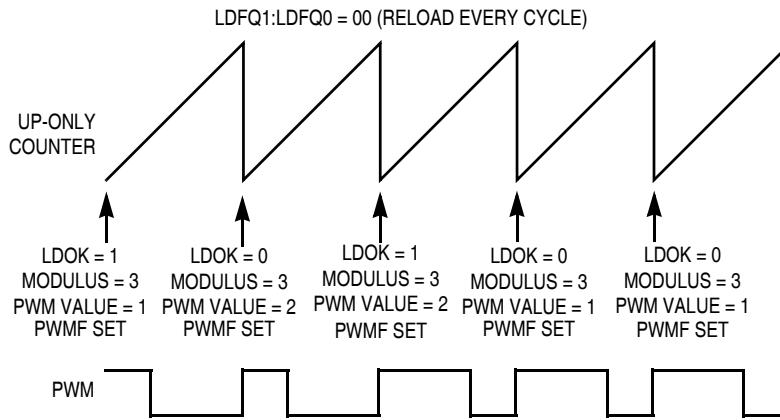 LDFQ1:LDFQ0 = 00 (RELOAD EVERY CYCLE)
UP-ONLY
COUNTER
LDOK = 1
MODULUS = 3
PWM VALUE = 1
PWMF SET
LDOK = 0
MODULUS = 3
PWM VALUE = 2
PWMF SET
LDOK = 1
MODULUS = 3
PWM VALUE = 2
PWMF SET
LDOK = 0
MODULUS = 3
PWM VALUE = 1
PWMF SET
LDOK = 0
MODULUS = 3
PWM VALUE = 1
PWMF SET
PWM